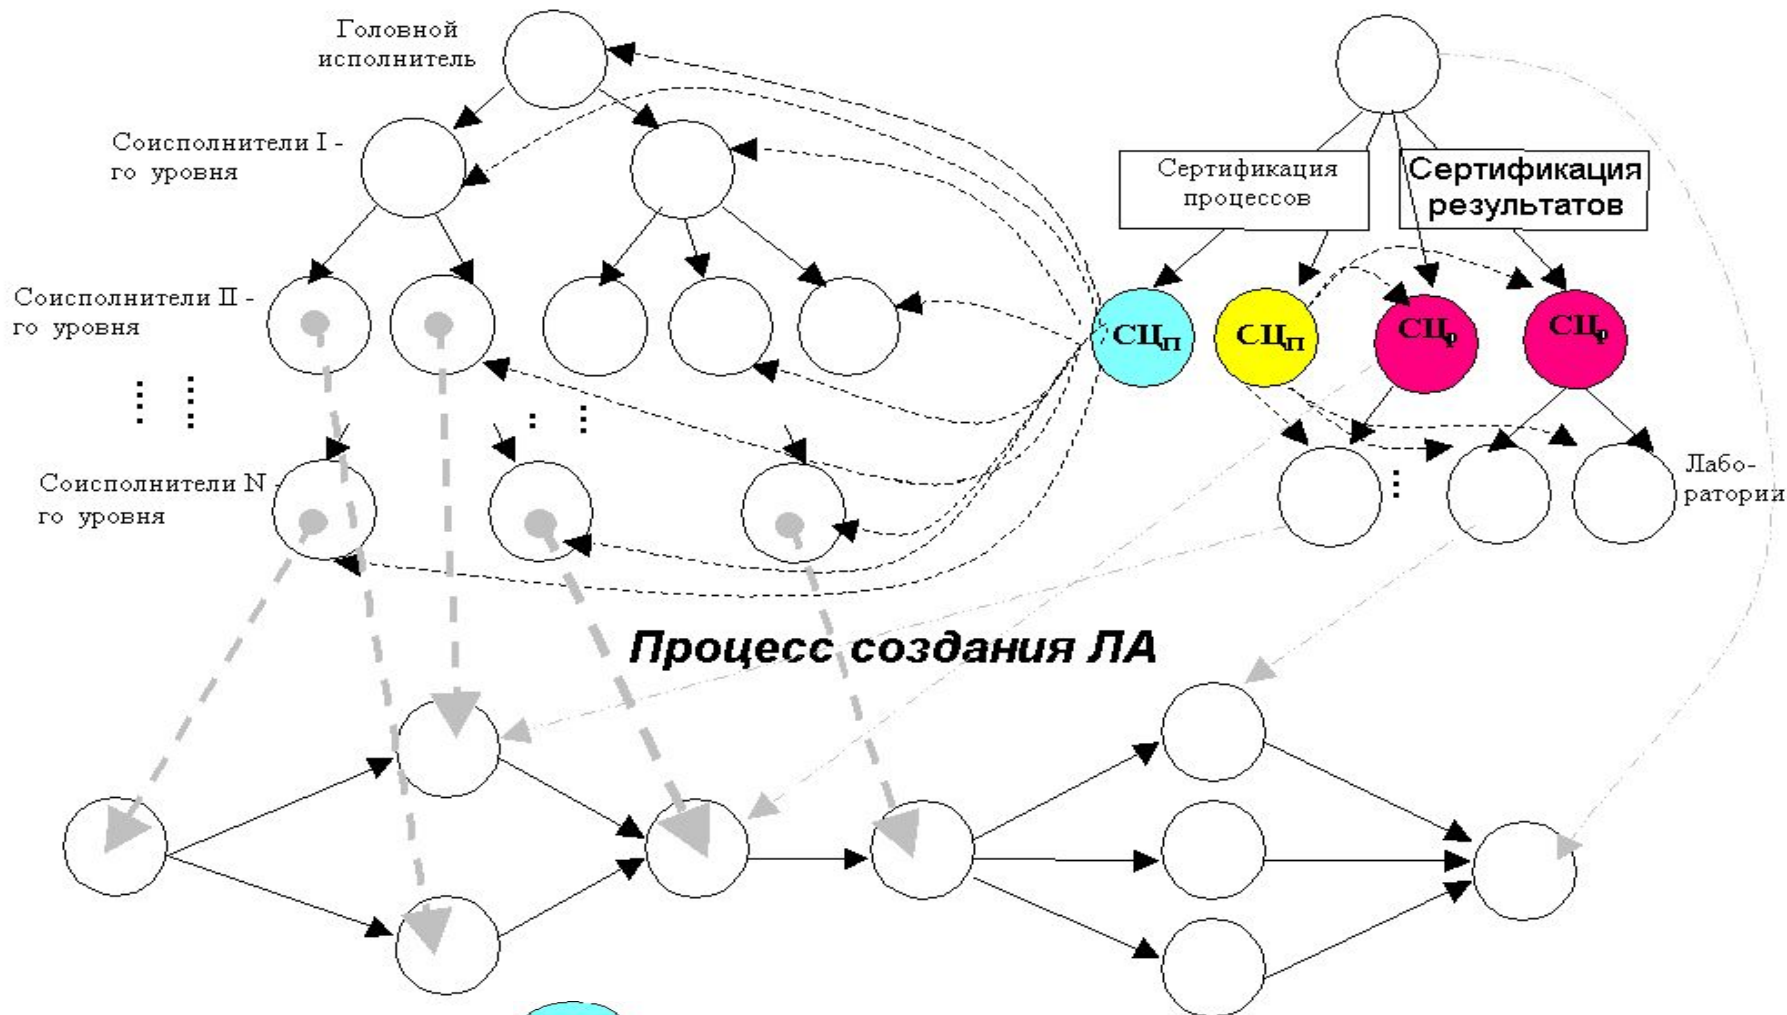 Головной
исполнитель
Соисполнители I -
го уровня
Сертификация
процессов
Сертификация
результатов
Соисполнители II -
го уровня
СЦП
СЦП
СЦр
СЦр
Соисполнители N -
го уровня
Лабо-
ратории
Процесс создания ЛА